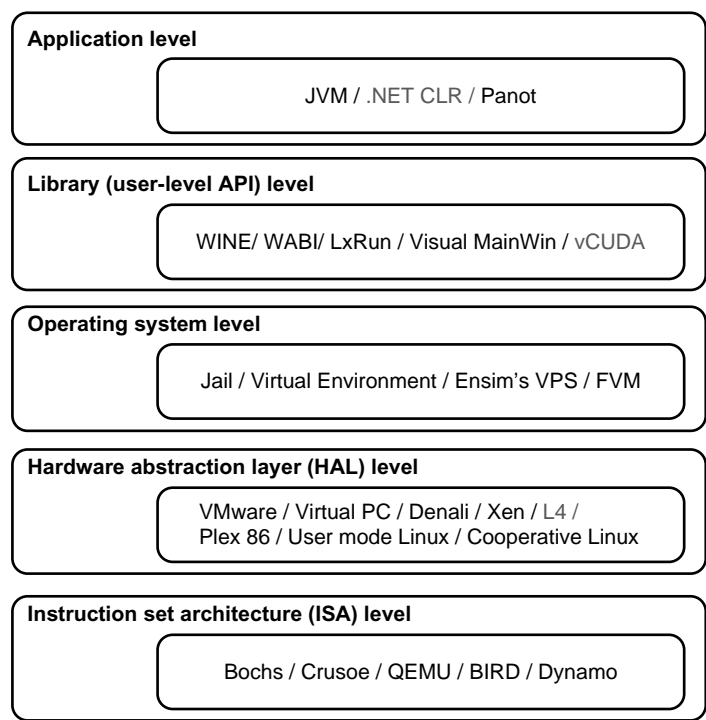 Application level
JVM / .NET CLR / Panot
Library (user-level API) level
WINE/ WABI/ LxRun / Visual MainWin / vCUDA
Operating system level
Jail / Virtual Environment / Ensim's VPS / FVM
Hardware abstraction layer (HAL) level
VMware / Virtual PC / Denali / Xen / L4 /
Plex 86 / User mode Linux / Cooperative Linux
Instruction set architecture (ISA) level
Bochs / Crusoe / QEMU / BIRD / Dynamo